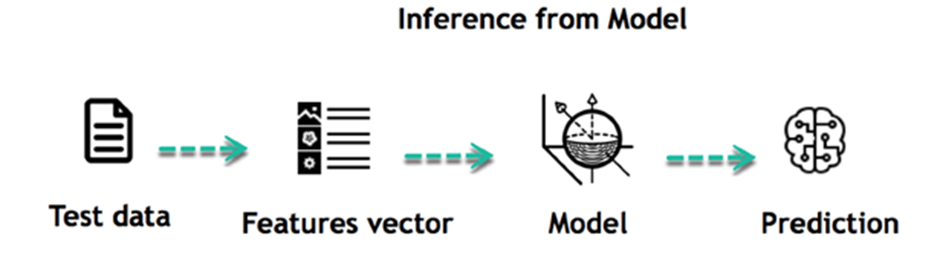 Inference from Model
Test data
Features vector
Model
Prediction